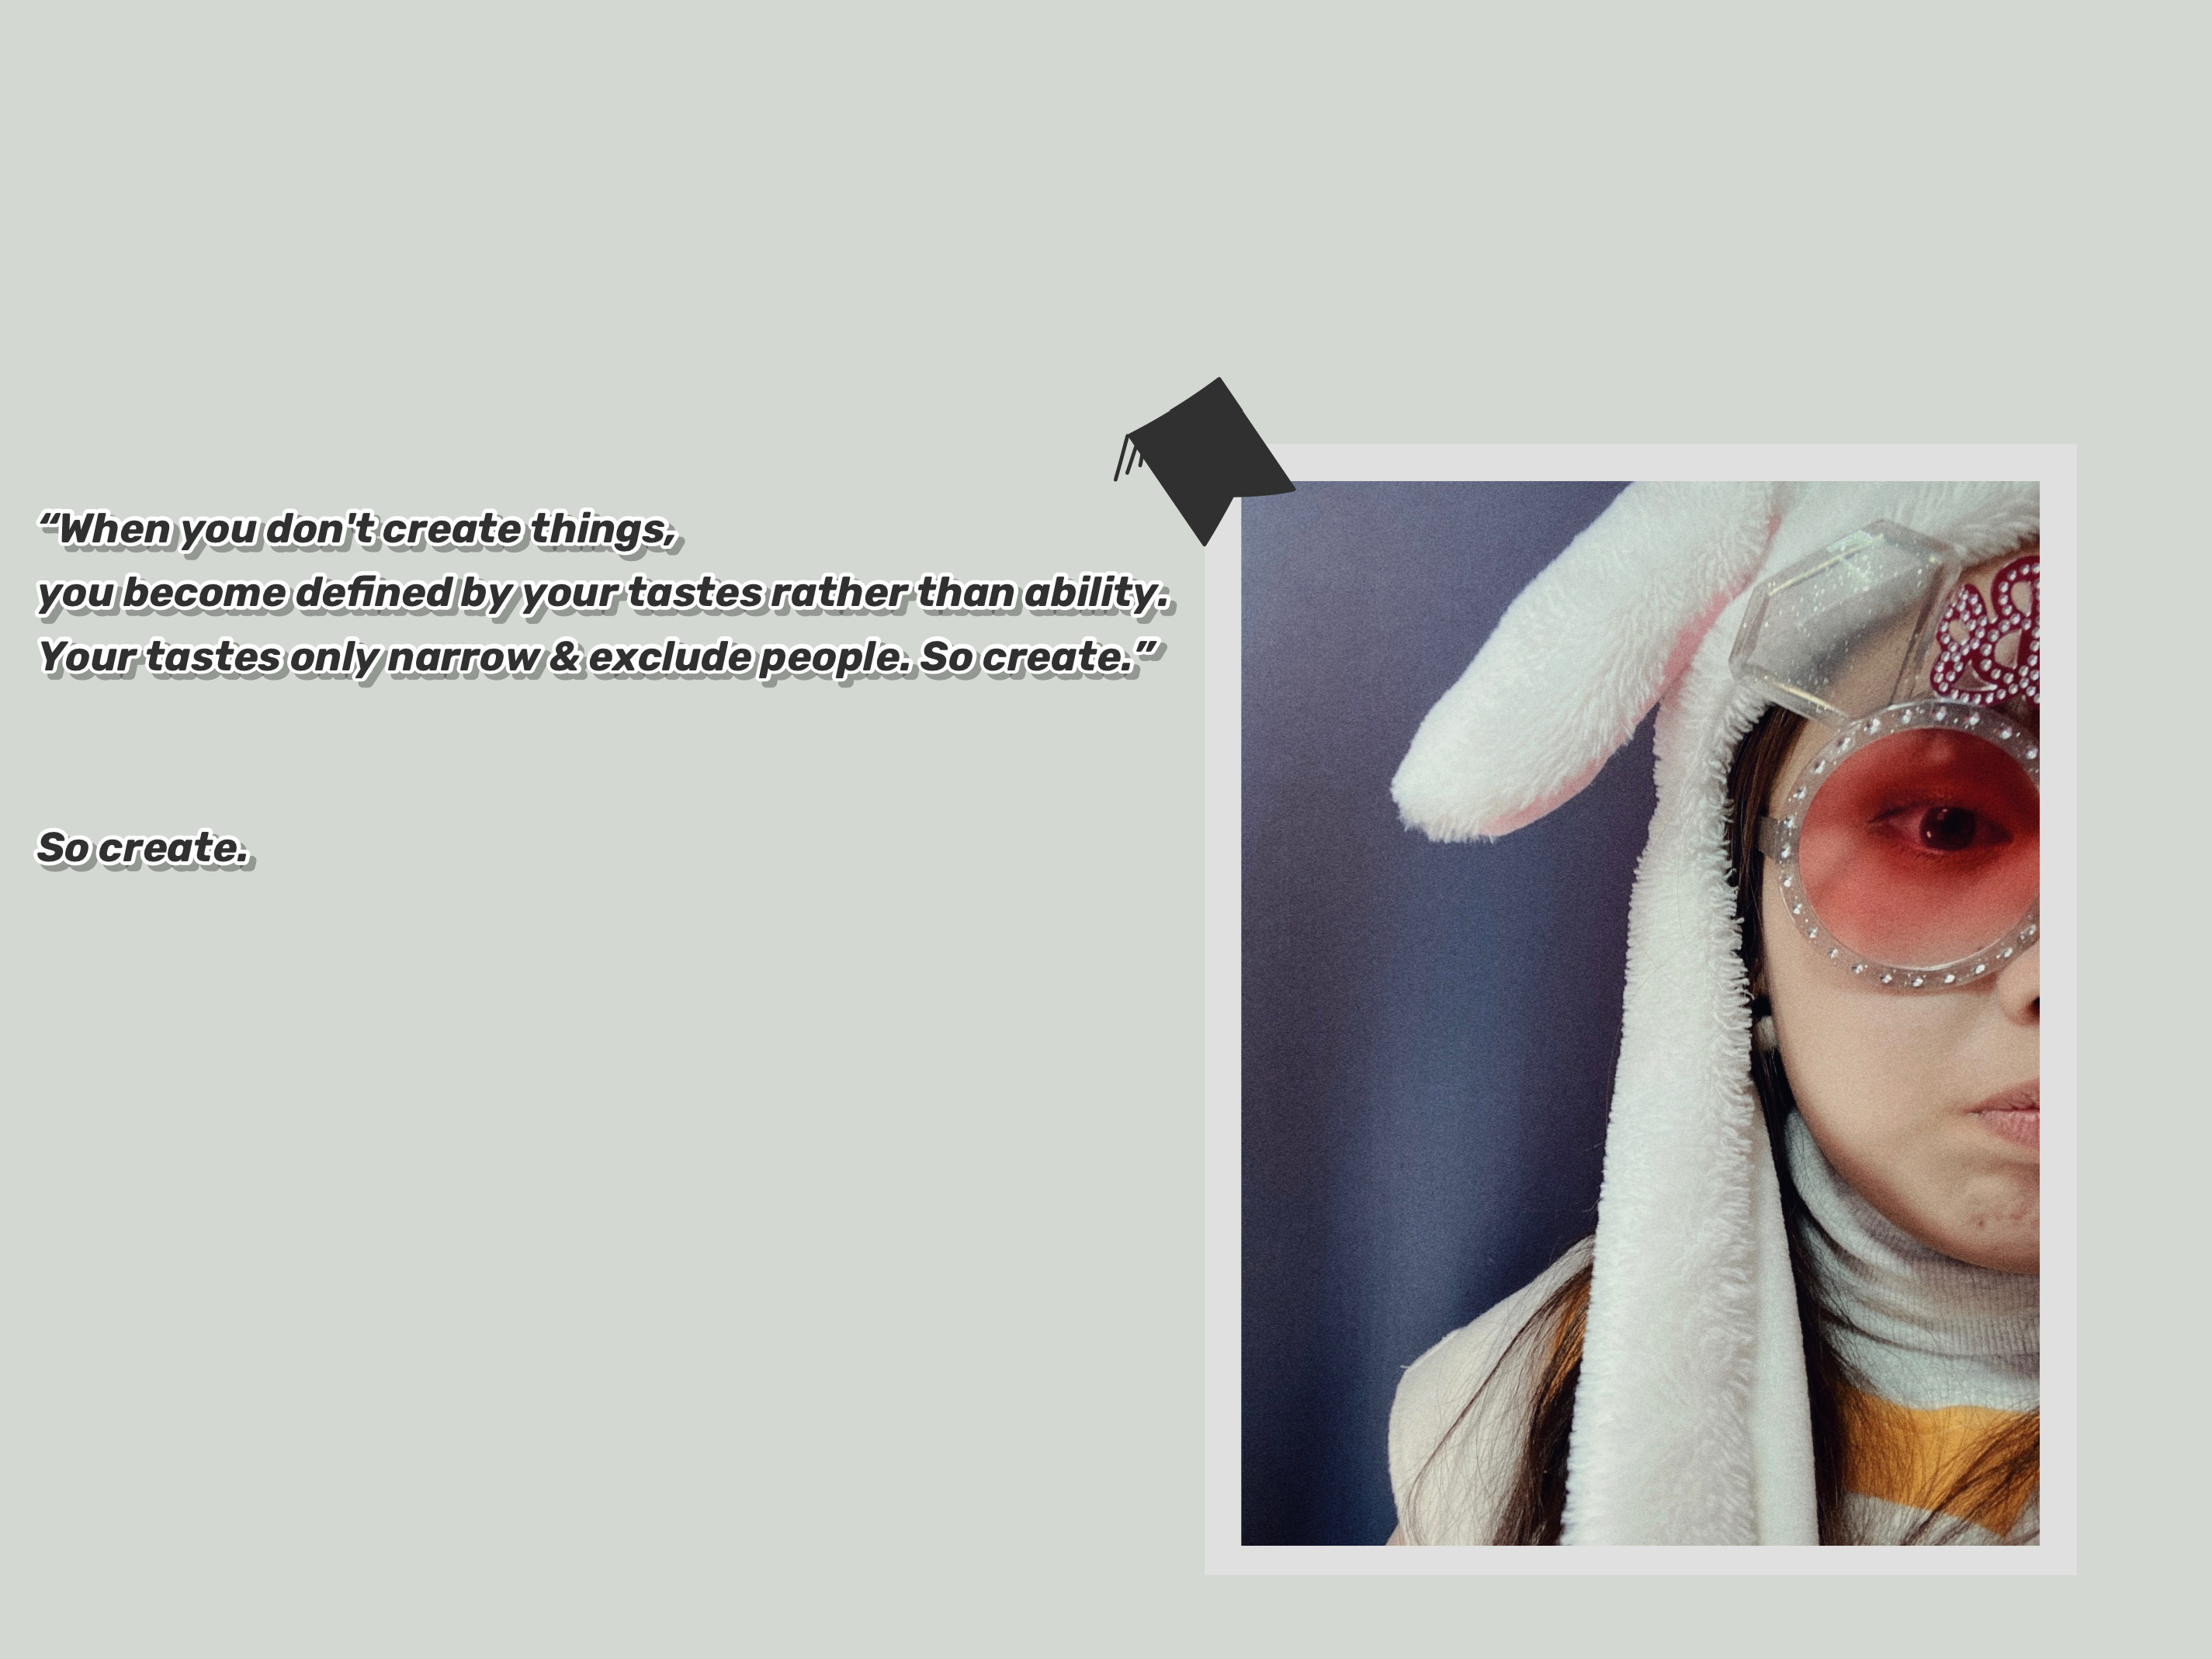 “When you don't create things,
you become defined by your tastes rather than ability.
Your tastes only narrow & exclude people. So create.”
So create.